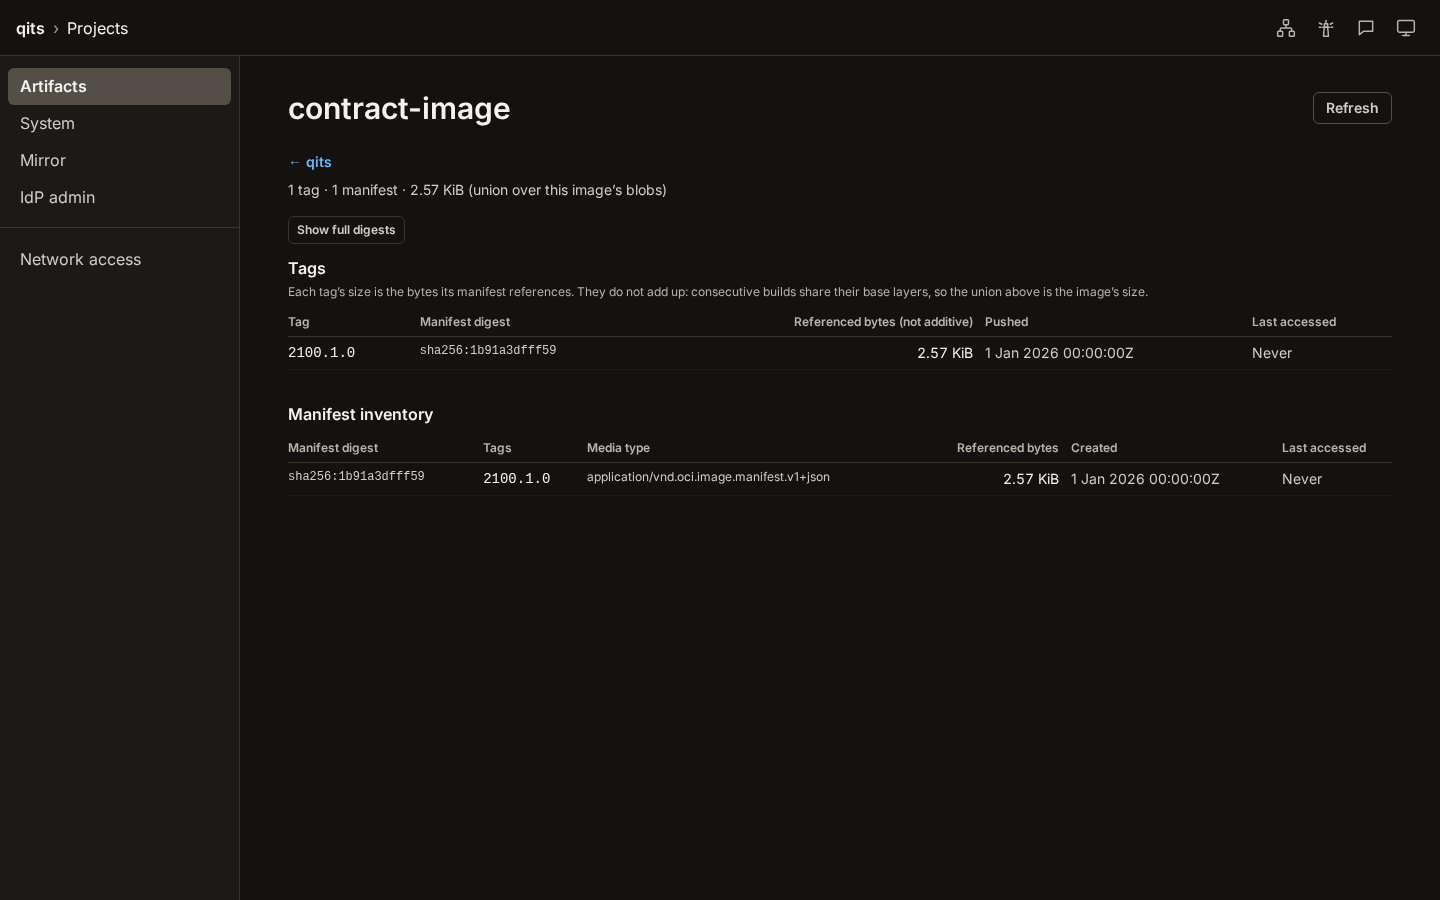 qits › Projects
Artifacts
System
Mirror
IdP admin
Network access
contract-image
Refresh
← qits
1 tag · 1 manifest · 2.57 KiB (union over this image’s blobs)
Show full digests
Tags
Each tag’s size is the bytes its manifest references. They do not add up: consecutive builds share their base layers, so the union above is the image’s size.
Tag Manifest digest Referenced bytes (not additive) Pushed Last accessed
2100.1.0 sha256:1b91a3dfff59 2.57 KiB 1 Jan 2026 00:00:00Z Never
Manifest inventory
Manifest digest Tags Media type Referenced bytes Created Last accessed
sha256:1b91a3dfff59 2100.1.0 application/vnd.oci.image.manifest.v1+json 2.57 KiB 1 Jan 2026 00:00:00Z Never